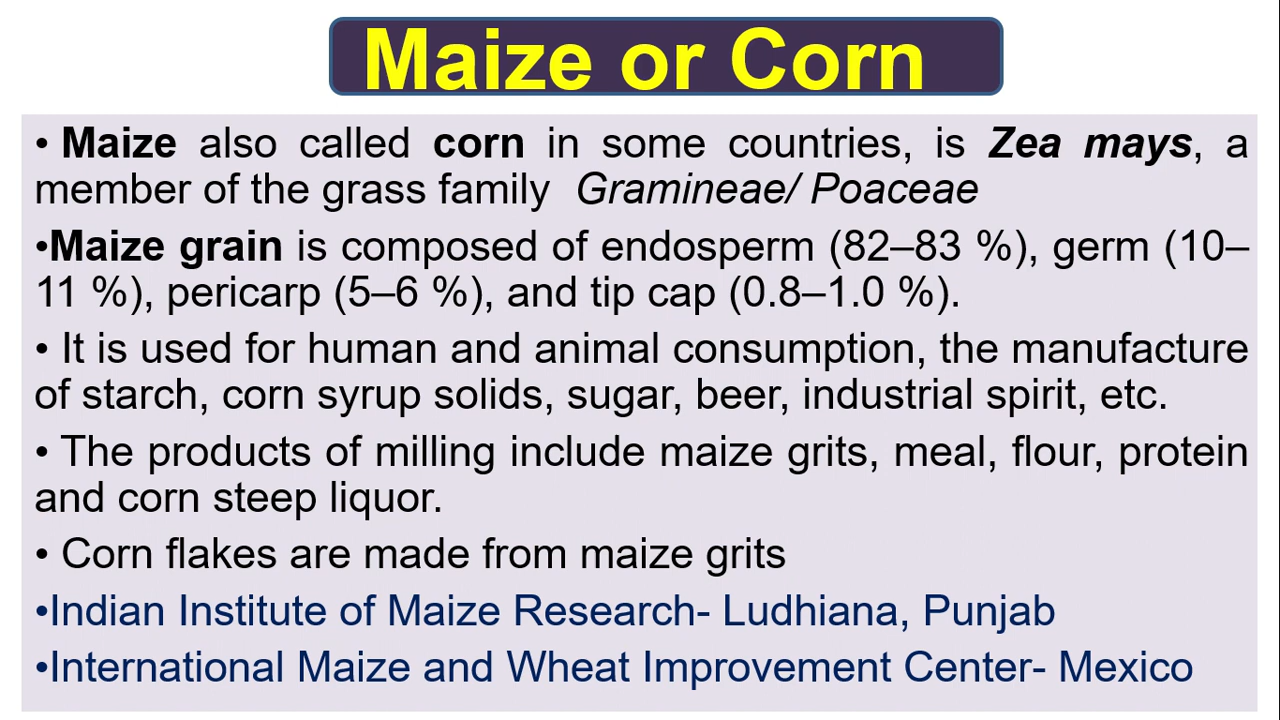 Maize or Corn
• Maize also called corn in some countries, is Zea mays, a
member of the grass family Gramineae/ Poaceae
•Maize grain is composed of endosperm (82–83 %), germ (10–
11 %), pericarp (5–6 %), and tip cap (0.8–1.0 %).
• It is used for human and animal consumption, the manufacture
of starch, corn syrup solids, sugar, beer, industrial spirit, etc.
• The products of milling include maize grits, meal, flour, protein
and corn steep liquor.
• Corn flakes are made from maize grits
•Indian Institute of Maize Research- Ludhiana, Punjab
•International Maize and Wheat Improvement Center- Mexico